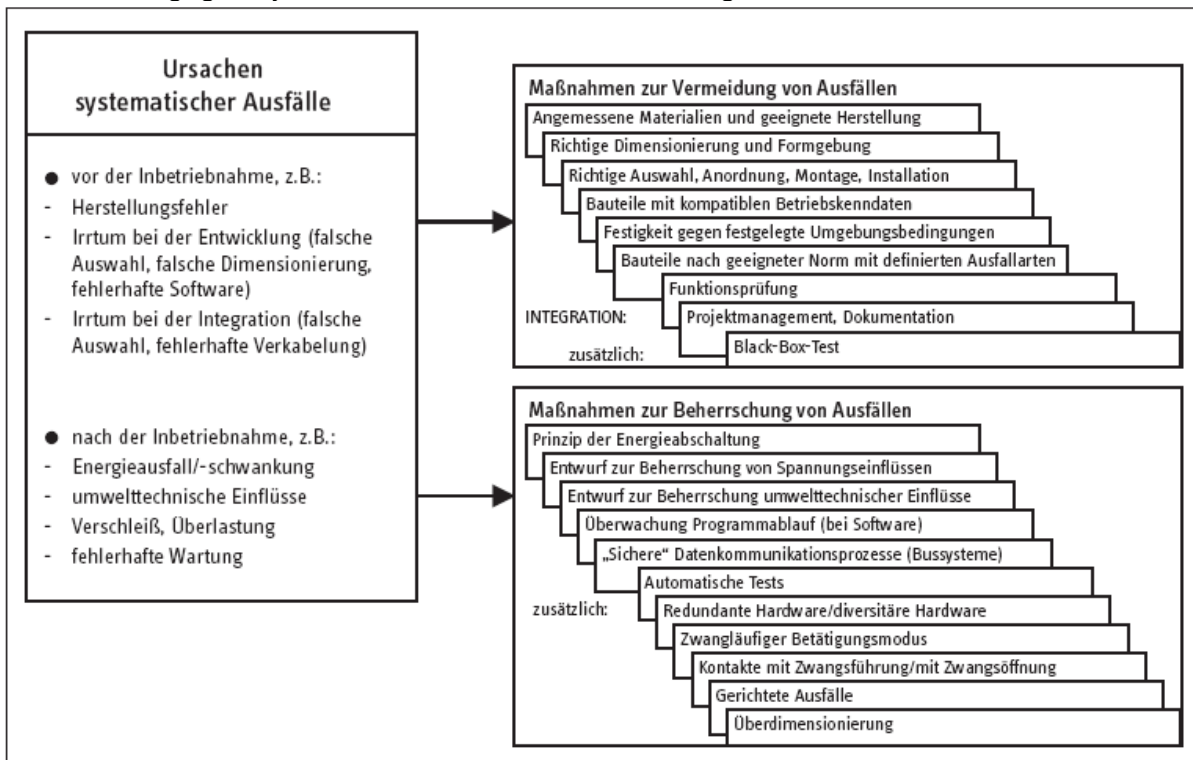 Ursachen
systematischer Ausfälle
● vor der Inbetriebnahme, z.B.:
- Herstellungsfehler
- Irrtum bei der Entwicklung (falsche
Auswahl, falsche Dimensionierung,
fehlerhafte Software)
- Irrtum bei der Integration (falsche
Auswahl, fehlerhafte Verkabelung)
● nach der Inbetriebnahme, z.B.:
- Energieausfall/-schwankung
- umwelttechnische Einflüsse
- Verschleiß, Überlastung
- fehlerhafte Wartung
Maßnahmen zur Vermeidung von Ausfällen
Angemessene Materialien und geeignete Herstellung
Richtige Dimensionierung und Formgebung
Richtige Auswahl, Anordnung, Montage, Installation
Bauteile mit kompatiblen Betriebskenndaten
Festigkeit gegen festgelegte Umgebungsbedingungen
Bauteile nach geeigneter Norm mit definierten Ausfallarten
Funktionsprüfung
INTEGRATION: Projektmanagement, Dokumentation
zusätzlich: Black-Box-Test
Maßnahmen zur Beherrschung von Ausfällen
Prinzip der Energieabschaltung
Entwurf zur Beherrschung von Spannungseinflüssen
Entwurf zur Beherrschung umwelttechnischer Einflüsse
Überwachung Programmablauf (bei Software)
„Sichere“ Datenkommunikationsprozesse (Bussysteme)
Automatische Tests
zusätzlich: Redundante Hardware/diversitäre Hardware
Zwangläufiger Betätigungsmodus
Kontakte mit Zwangsführung/mit Zwangsöffnung
Gerichtete Ausfälle
Überdimensionierung